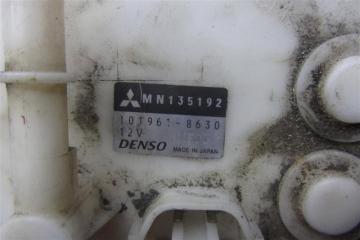 MN135192
101961-8630
12V
DENSO MADE IN JAPAN